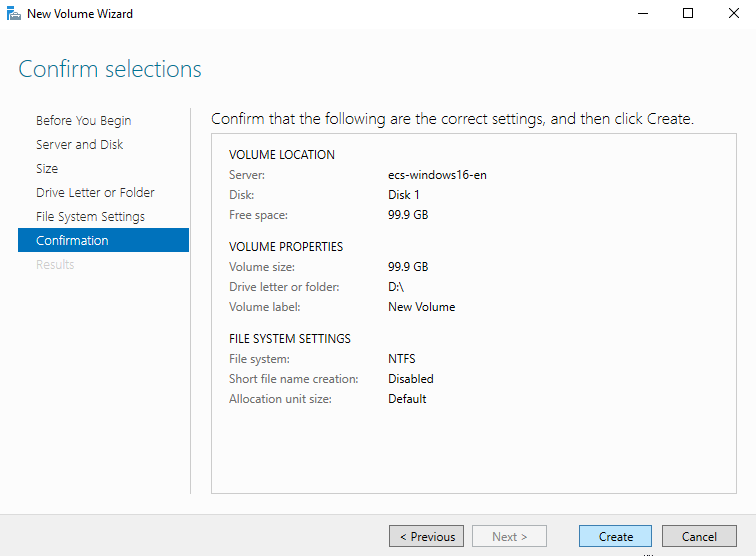 New Volume Wizard
Confirm selections
Before You Begin
Server and Disk
Size
Drive Letter or Folder
File System Settings
Confirmation
Results
Confirm that the following are the correct settings, and then click Create.
VOLUME LOCATION
Server: ecs-windows16-en
Disk: Disk 1
Free space: 99.9 GB
VOLUME PROPERTIES
Volume size: 99.9 GB
Drive letter or folder: D:\
Volume label: New Volume
FILE SYSTEM SETTINGS
File system: NTFS
Short file name creation: Disabled
Allocation unit size: Default
< Previous Next > Create Cancel